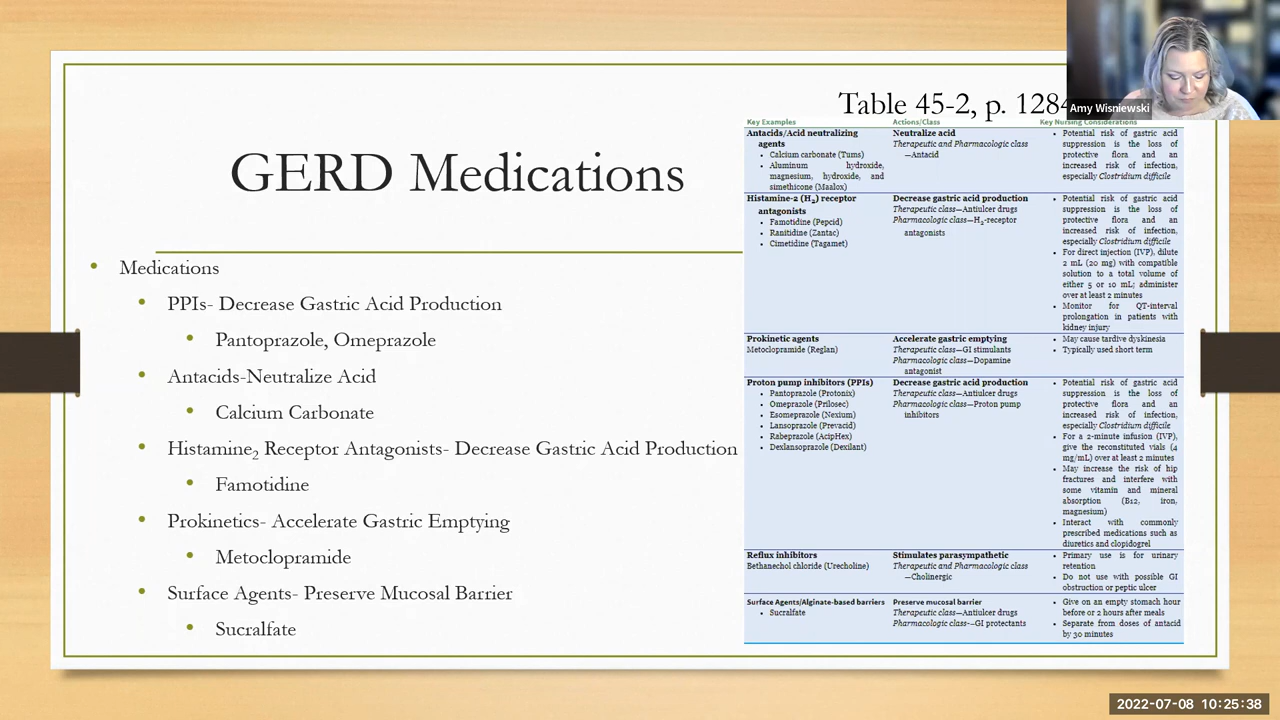 Table 45-2, p. 1284
Amy Wisniewski
GERD Medications
• Medications
• PPIs- Decrease Gastric Acid Production
• Pantoprazole, Omeprazole
• Antacids-Neutralize Acid
• Calcium Carbonate
• Histamine₂ Receptor Antagonists- Decrease Gastric Acid Production
• Famotidine
• Prokinetics- Accelerate Gastric Emptying
• Metoclopramide
• Surface Agents- Preserve Mucosal Barrier
• Sucralfate
Key Examples
Actions/Class
Key Nursing Considerations
Antacids/Acid neutralizing
agents
• Calcium carbonate (Tums)
• Aluminum hydroxide,
magnesium, hydroxide, and
simethicone (Maalox)
Neutralize acid
Therapeutic and Pharmacologic class
—Antacid
• Potential risk of gastric acid
suppression is the loss of
protective flora and an
increased risk of infection,
especially Clostridium difficile
Histamine-2 (H₂) receptor
antagonists
• Famotidine (Pepcid)
• Ranitidine (Zantac)
• Cimetidine (Tagamet)
Decrease gastric acid production
Therapeutic class—Antiulcer drugs
Pharmacologic class—H₂-receptor
antagonists
• Potential risk of gastric acid
suppression is the loss of
protective flora and an
increased risk of infection,
especially Clostridium difficile
• For direct injection (IVP), dilute
2 mL (20 mg) with compatible
solution to a total volume of
either 5 or 10 mL; administer
over at least 2 minutes
• Monitor for QT-interval
prolongation in patients with
kidney injury
Prokinetic agents
Metoclopramide (Reglan)
Accelerate gastric emptying
Therapeutic class—GI stimulants
Pharmacologic class—Dopamine
antagonist
• May cause tardive dyskinesia
• Typically used short term
Proton pump inhibitors (PPIs)
• Pantoprazole (Protonix)
• Omeprazole (Prilosec)
• Esomeprazole (Nexium)
• Lansoprazole (Prevacid)
• Rabeprazole (AcipHex)
• Dexlansoprazole (Dexilant)
Decrease gastric acid production
Therapeutic class—Antiulcer drugs
Pharmacologic class—Proton pump
inhibitors
• Potential risk of gastric acid
suppression is the loss of
protective flora and an
increased risk of infection,
especially Clostridium difficile
• For a 2-minute infusion (IVP),
give the reconstituted vials (4
mg/mL) over at least 2 minutes
• May increase the risk of hip
fractures and interfere with
some vitamin and mineral
absorption (B12, iron,
magnesium)
• Interact with commonly
prescribed medications such as
diuretics and clopidogrel
Reflux inhibitors
Bethanechol chloride (Urecholine)
Stimulates parasympathetic
Therapeutic and Pharmacologic class
—Cholinergic
• Primary use is for urinary
retention
• Do not use with possible GI
obstruction or peptic ulcer
Surface Agents/Alginate-based barriers
• Sucralfate
Preserve mucosal barrier
Therapeutic class—Antiulcer drugs
Pharmacologic class-–GI protectants
• Give on an empty stomach hour
before or 2 hours after meals
• Separate from doses of antacid
by 30 minutes
2022-07-08 10:25:38